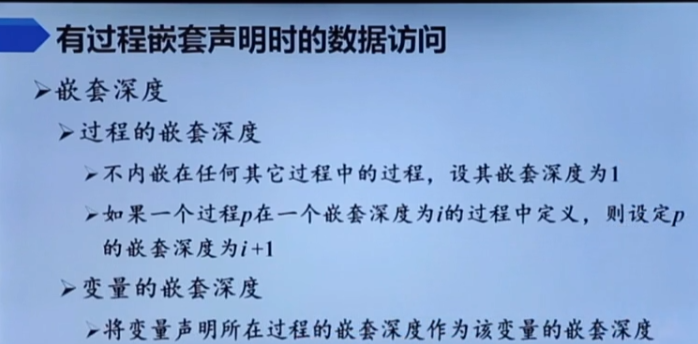 有过程嵌套声明时的数据访问
➢嵌套深度
➢过程的嵌套深度
➢不内嵌在任何其它过程中的过程，设其嵌套深度为1
➢如果一个过程p在一个嵌套深度为i的过程中定义，则设定p
的嵌套深度为i+1
➢变量的嵌套深度
➢将变量声明所在过程的嵌套深度作为该变量的嵌套深度